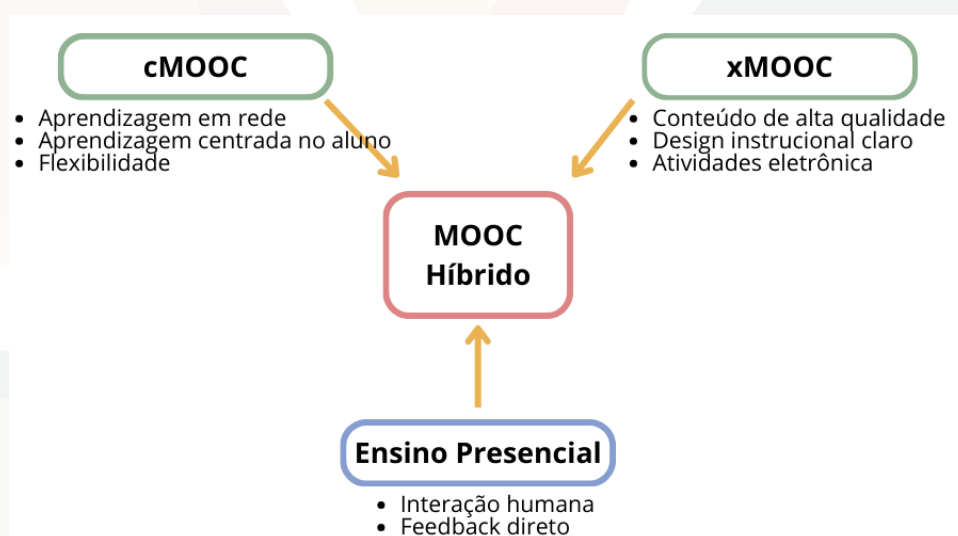 cMOOC
• Aprendizagem em rede
• Aprendizagem centrada no aluno
• Flexibilidade
xMOOC
• Conteúdo de alta qualidade
• Design instrucional claro
• Atividades eletrônica
MOOC
Híbrido
Ensino Presencial
• Interação humana
• Feedback direto